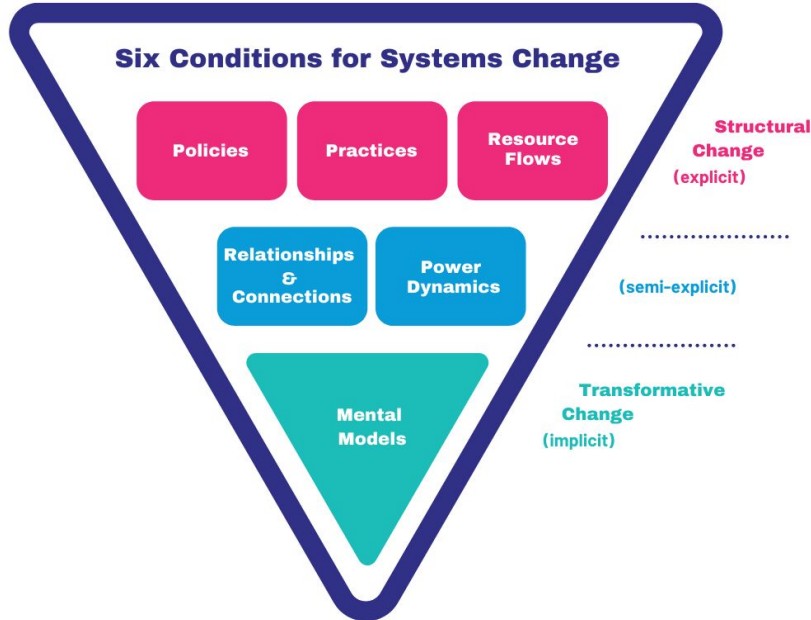 Six Conditions for Systems Change
Policies
Practices
Resource
Flows
Structural
Change
(explicit)
Relationships
&
Connections
Power
Dynamics
(semi-explicit)
Mental
Models
Transformative
Change
(implicit)